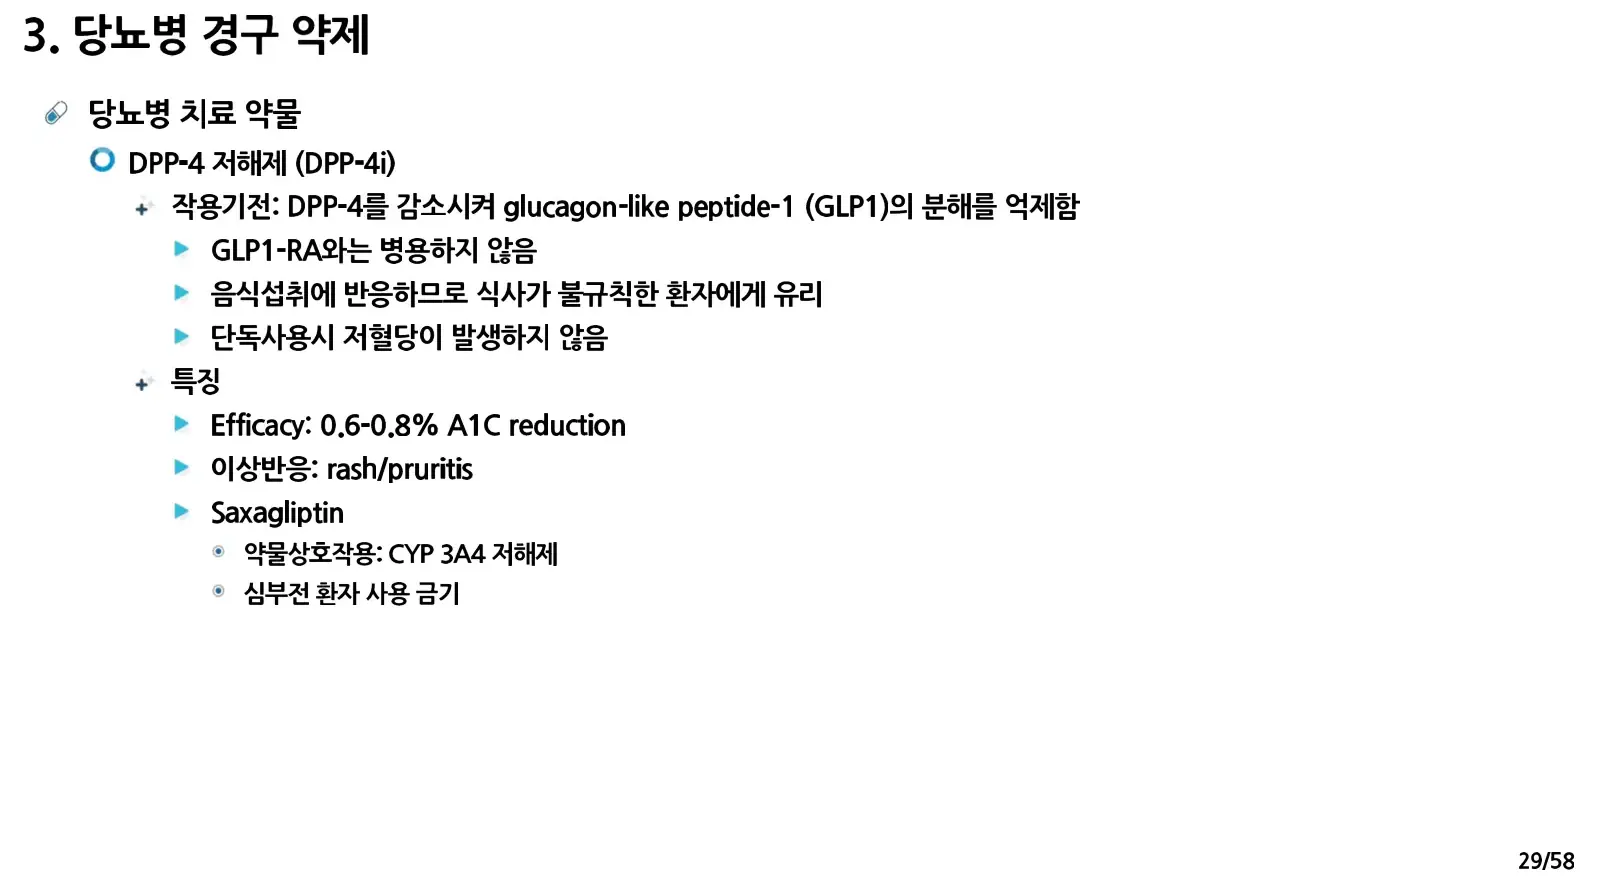 3. 당뇨병 경구 약제
당뇨병 치료 약물
DPP-4 저해제 (DPP-4i)
작용기전: DPP-4를 감소시켜 glucagon-like peptide-1 (GLP1)의 분해를 억제함
GLP1-RA와는 병용하지 않음
음식섭취에 반응하므로 식사가 불규칙한 환자에게 유리
단독사용시 저혈당이 발생하지 않음
특징
Efficacy: 0.6-0.8% A1C reduction
이상반응: rash/pruritis
Saxagliptin
약물상호작용: CYP 3A4 저해제
심부전 환자 사용 금기
29/58